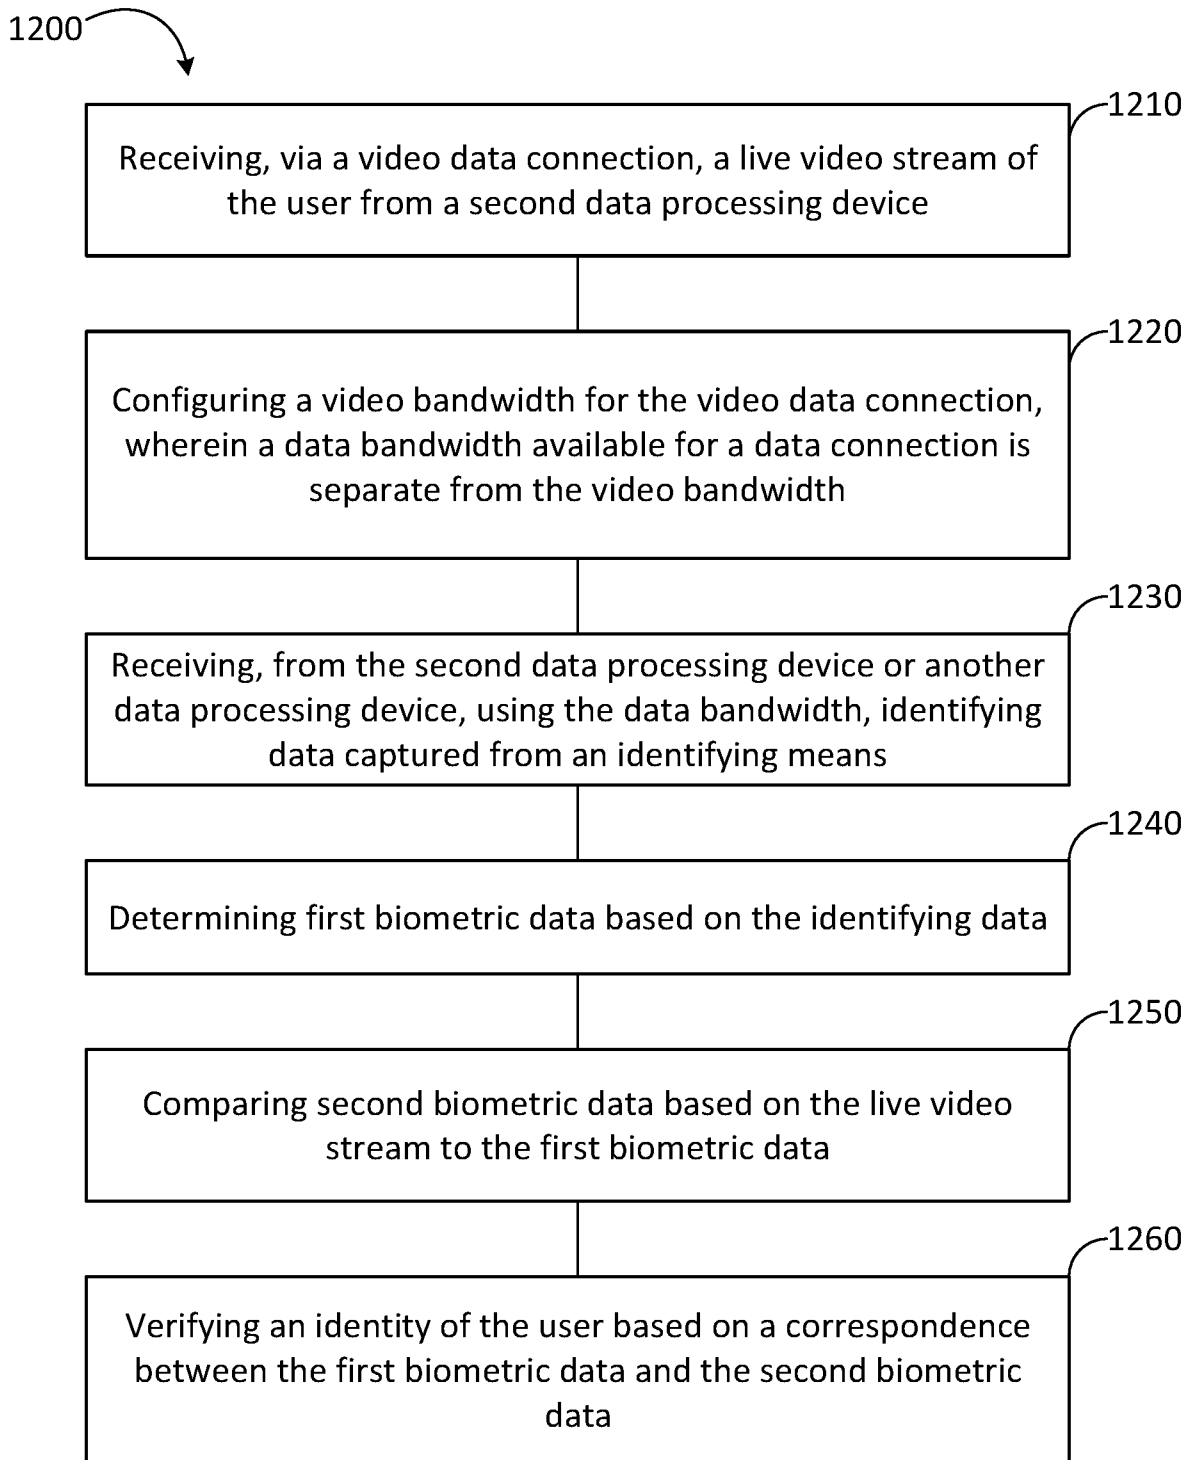 1200
1210
Receiving, via a video data connection, a live video stream of
the user from a second data processing device
1220
Configuring a video bandwidth for the video data connection,
wherein a data bandwidth available for a data connection is
separate from the video bandwidth
1230
Receiving, from the second data processing device or another
data processing device, using the data bandwidth, identifying
data captured from an identifying means
1240
Determining first biometric data based on the identifying data
1250
Comparing second biometric data based on the live video
stream to the first biometric data
1260
Verifying an identity of the user based on a correspondence
between the first biometric data and the second biometric
data